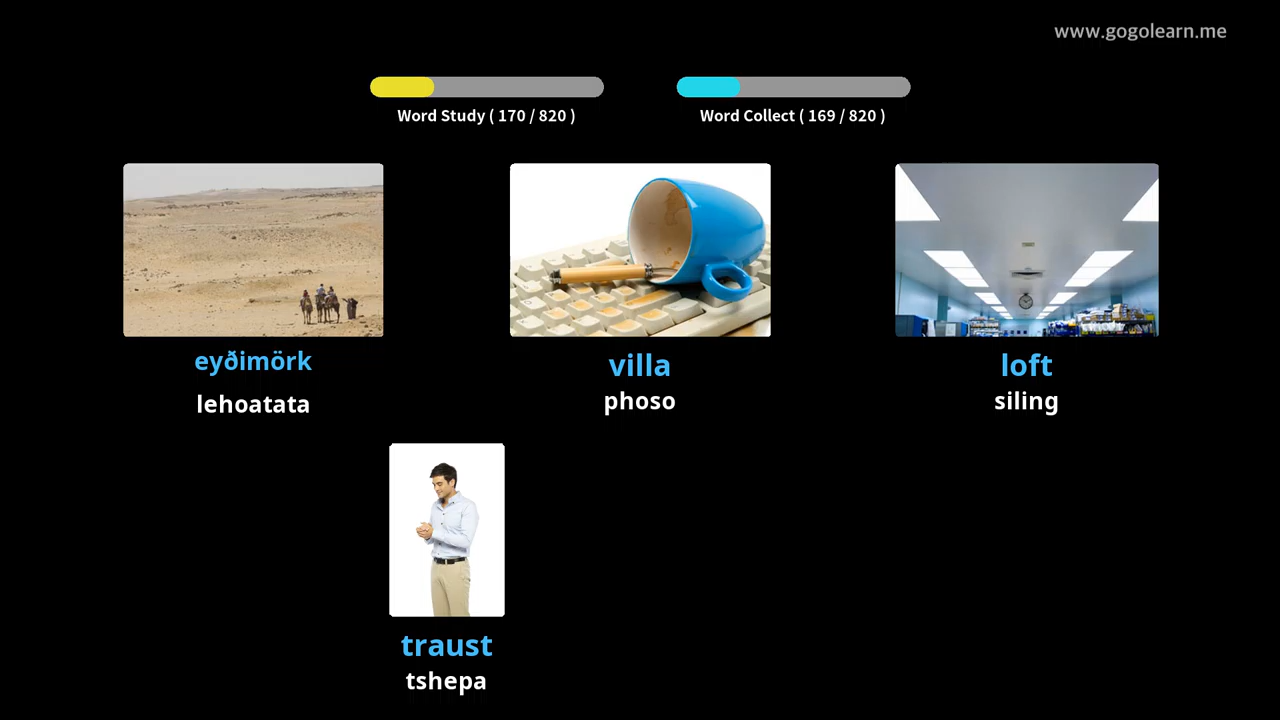 www.gogolearn.me
Word Study ( 170 / 820 )
Word Collect ( 169 / 820 )
eyðimörk
lehoatata
villa
phoso
loft
siling
traust
tshepa